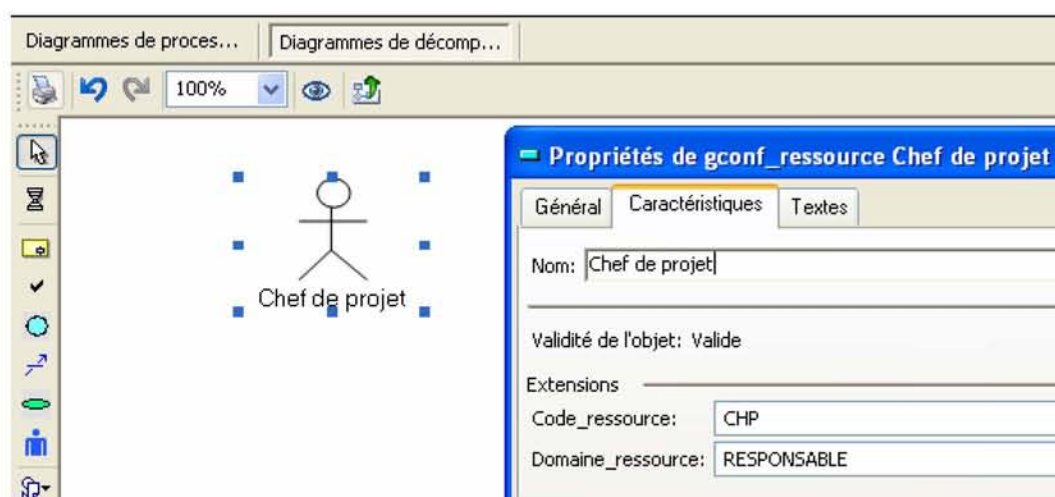 Diagrammes de proces... Diagrammes de décomp...
100%
Propriétés de gconf_ressource Chef de projet
Général Caractéristiques Textes
Nom: Chef de projet
Chef de projet
Validité de l'objet: Valide
Extensions
Code_ressource: CHP
Domaine_ressource: RESPONSABLE